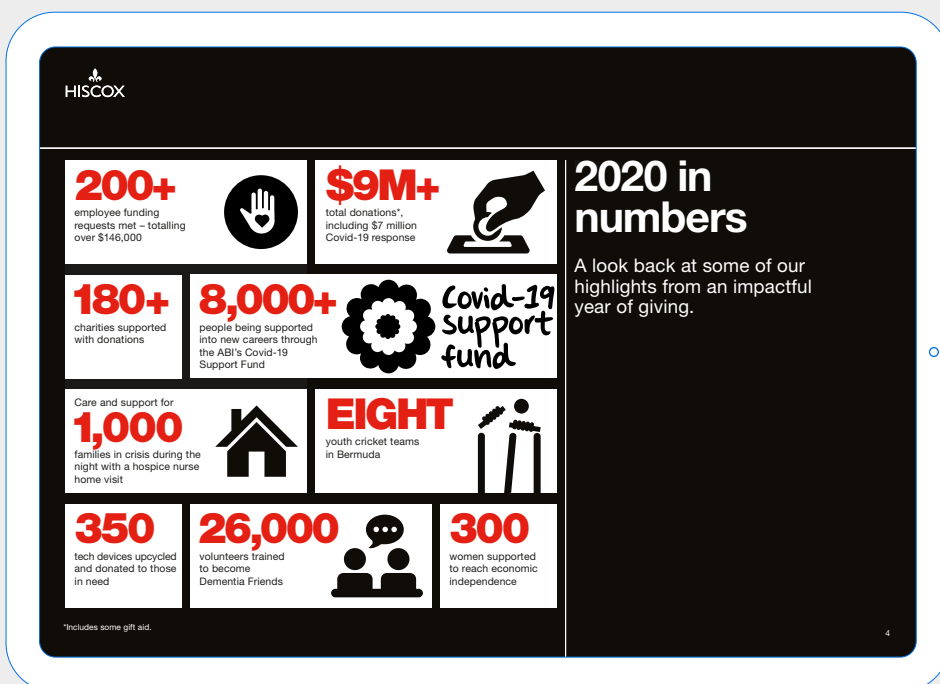 HISCOX
200+
employee funding
requests met – totalling
over $146,000
$9M+
total donations*,
including $7 million
Covid-19 response
2020 in
numbers
A look back at some of our
highlights from an impactful
year of giving.
180+
charities supported
with donations
8,000+
people being supported
into new careers through
the ABI's Covid-19
Support Fund
Covid-19
support
fund
Care and support for
1,000
families in crisis during the
night with a hospice nurse
home visit
EIGHT
youth cricket teams
in Bermuda
350
tech devices upcycled
and donated to those
in need
26,000
volunteers trained
to become
Dementia Friends
300
women supported
to reach economic
independence
*Includes some gift aid.
4